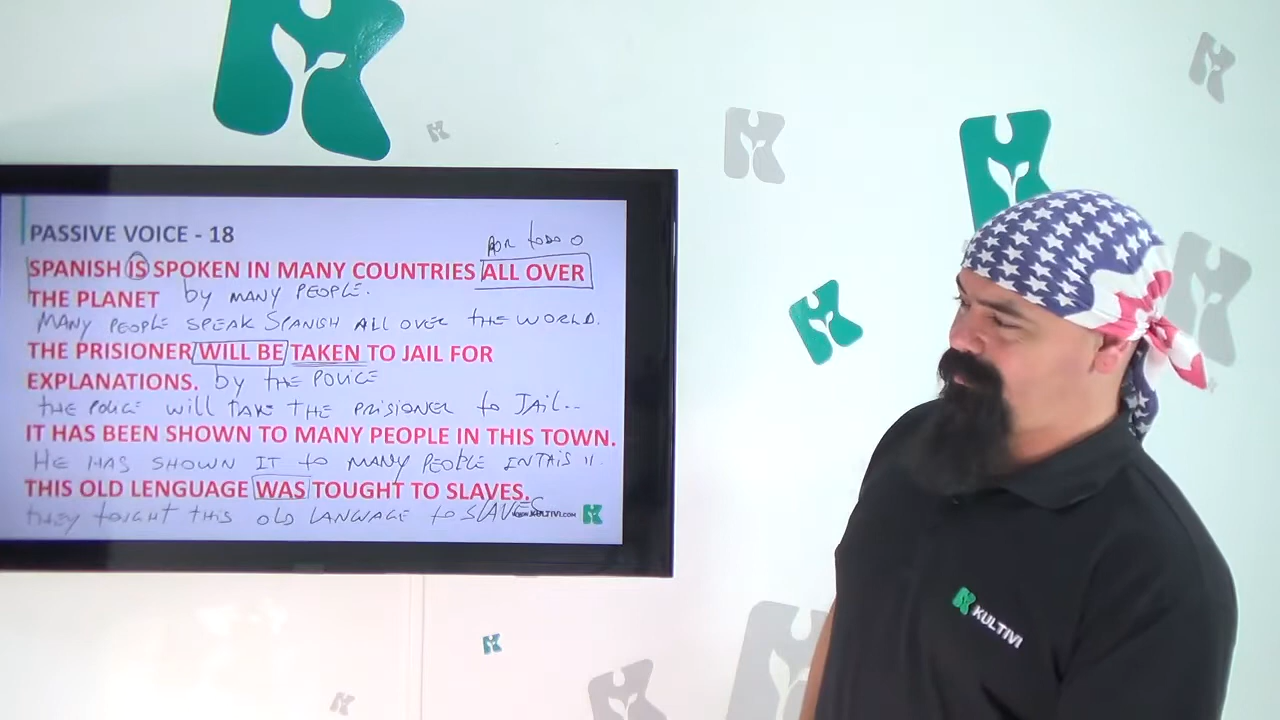 PASSIVE VOICE - 18
POR TODO O
SPANISH IS SPOKEN IN MANY COUNTRIES ALL OVER
THE PLANET by MANY PEOPLE.
MANY PEOPLE SPEAK SPANISH ALL OVER THE WORLD.
THE PRISIONER WILL BE TAKEN TO JAIL FOR
EXPLANATIONS. by THE POLICE
THE POLICE will TAKE THE PRISIONER to JAIL...
IT HAS BEEN SHOWN TO MANY PEOPLE IN THIS TOWN.
HE HAS SHOWN IT to MANY PEOPLE IN THIS
THIS OLD LENGUAGE WAS TOUGHT TO SLAVES.
THEY TOUGHT THIS OLD LANGUAGE to SLAVES
WWW.KULTIVI.COM
KULTIVI